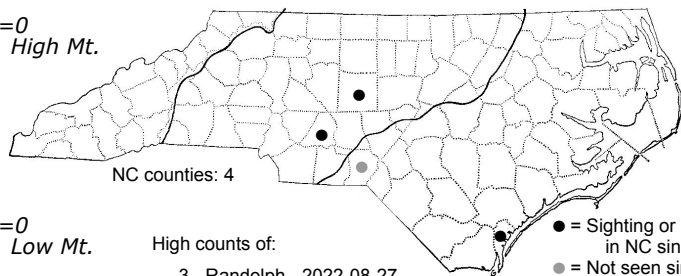 =0
High Mt.
NC counties: 4
=0
Low Mt.
High counts of:
● = Sighting or
in NC sin
● = Not seen sin
3 - Randolph - 2022-08-27